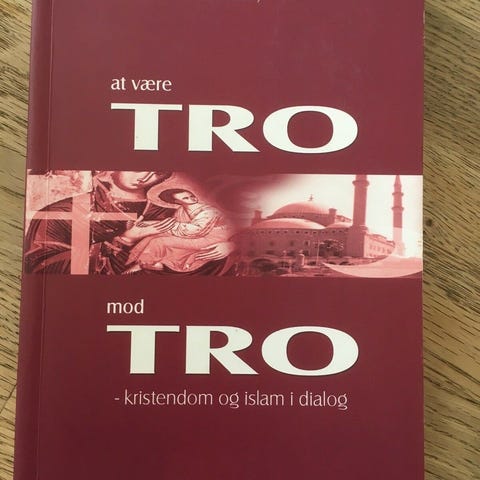 at være
TRO
mod
TRO
- kristendom og islam i dialog